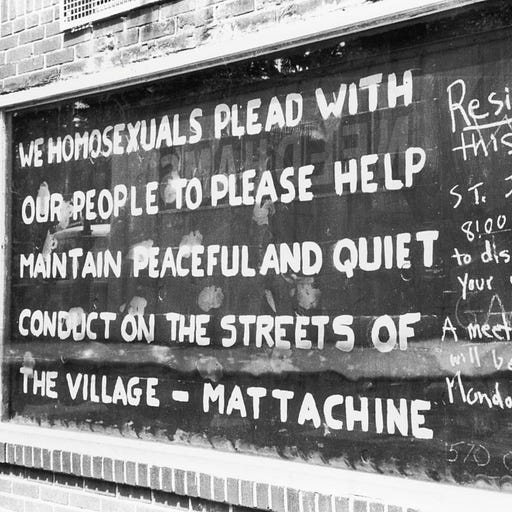 WE HOMOSEXUALS PLEAD WITH
OUR PEOPLE TO PLEASE HELP
MAINTAIN PEACEFUL AND QUIET
CONDUCT ON THE STREETS OF
THE VILLAGE – MATTACHINE
Resi
this
ST. J
8:00
to dis
your
A meet
will be
Monda